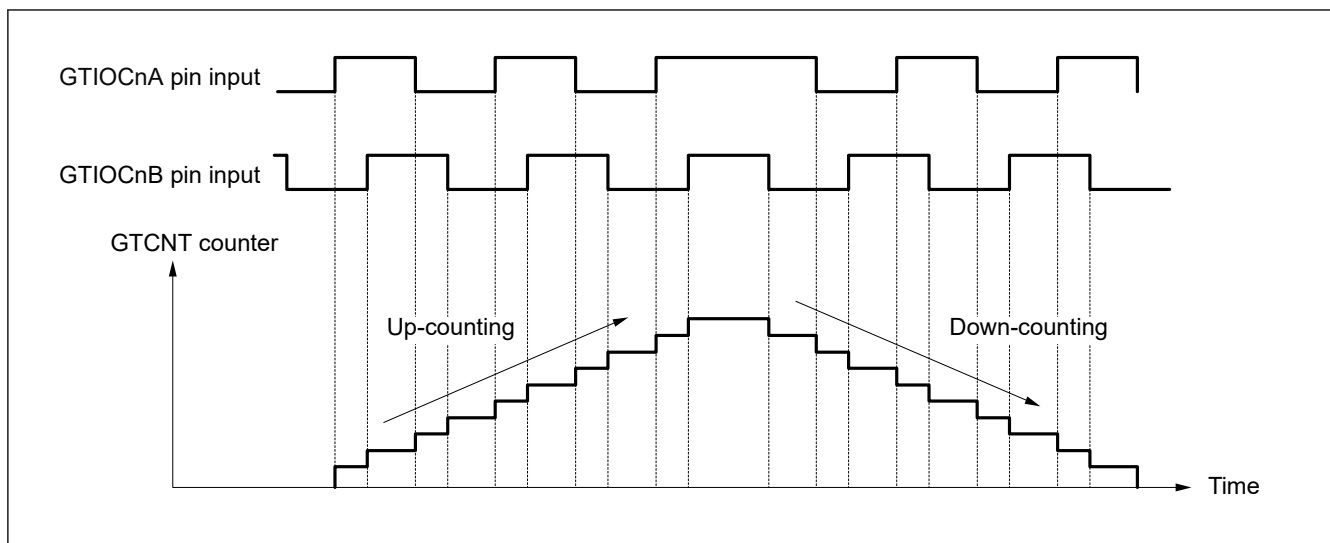 GTIOCnA pin input
GTIOCnB pin input
GTCNT counter
Up-counting
Down-counting
Time